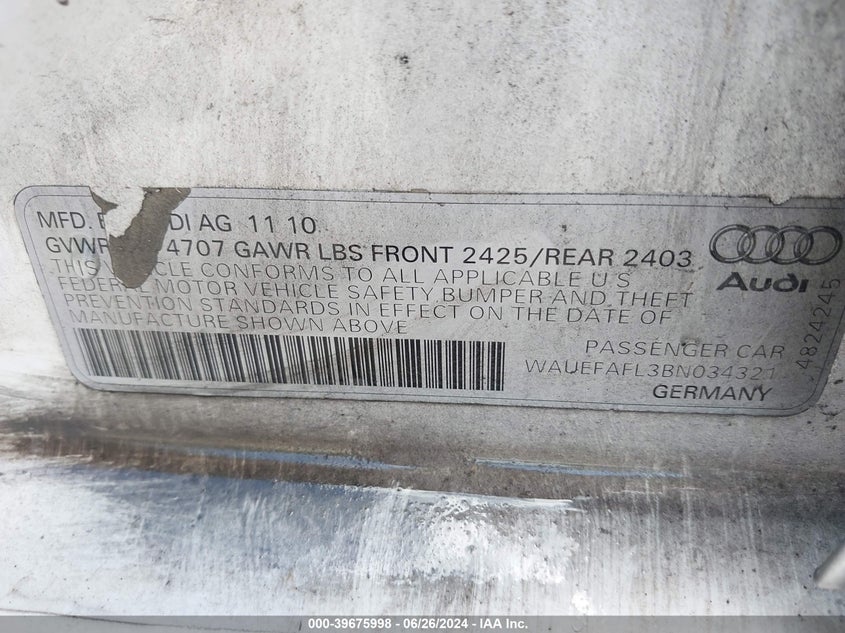 MFD. B DI AG 11 10
GVWR 4707 GAWR LBS FRONT 2425/REAR 2403
THIS VEHICLE CONFORMS TO ALL APPLICABLE U S
FEDERAL MOTOR VEHICLE SAFETY, BUMPER AND THEFT
PREVENTION STANDARDS IN EFFECT ON THE DATE OF
MANUFACTURE SHOWN ABOVE
Audi
PASSENGER CAR
WAUEFAFL3BN034321
GERMANY
4824245
000-39675998 - 06/26/2024 - IAA Inc.